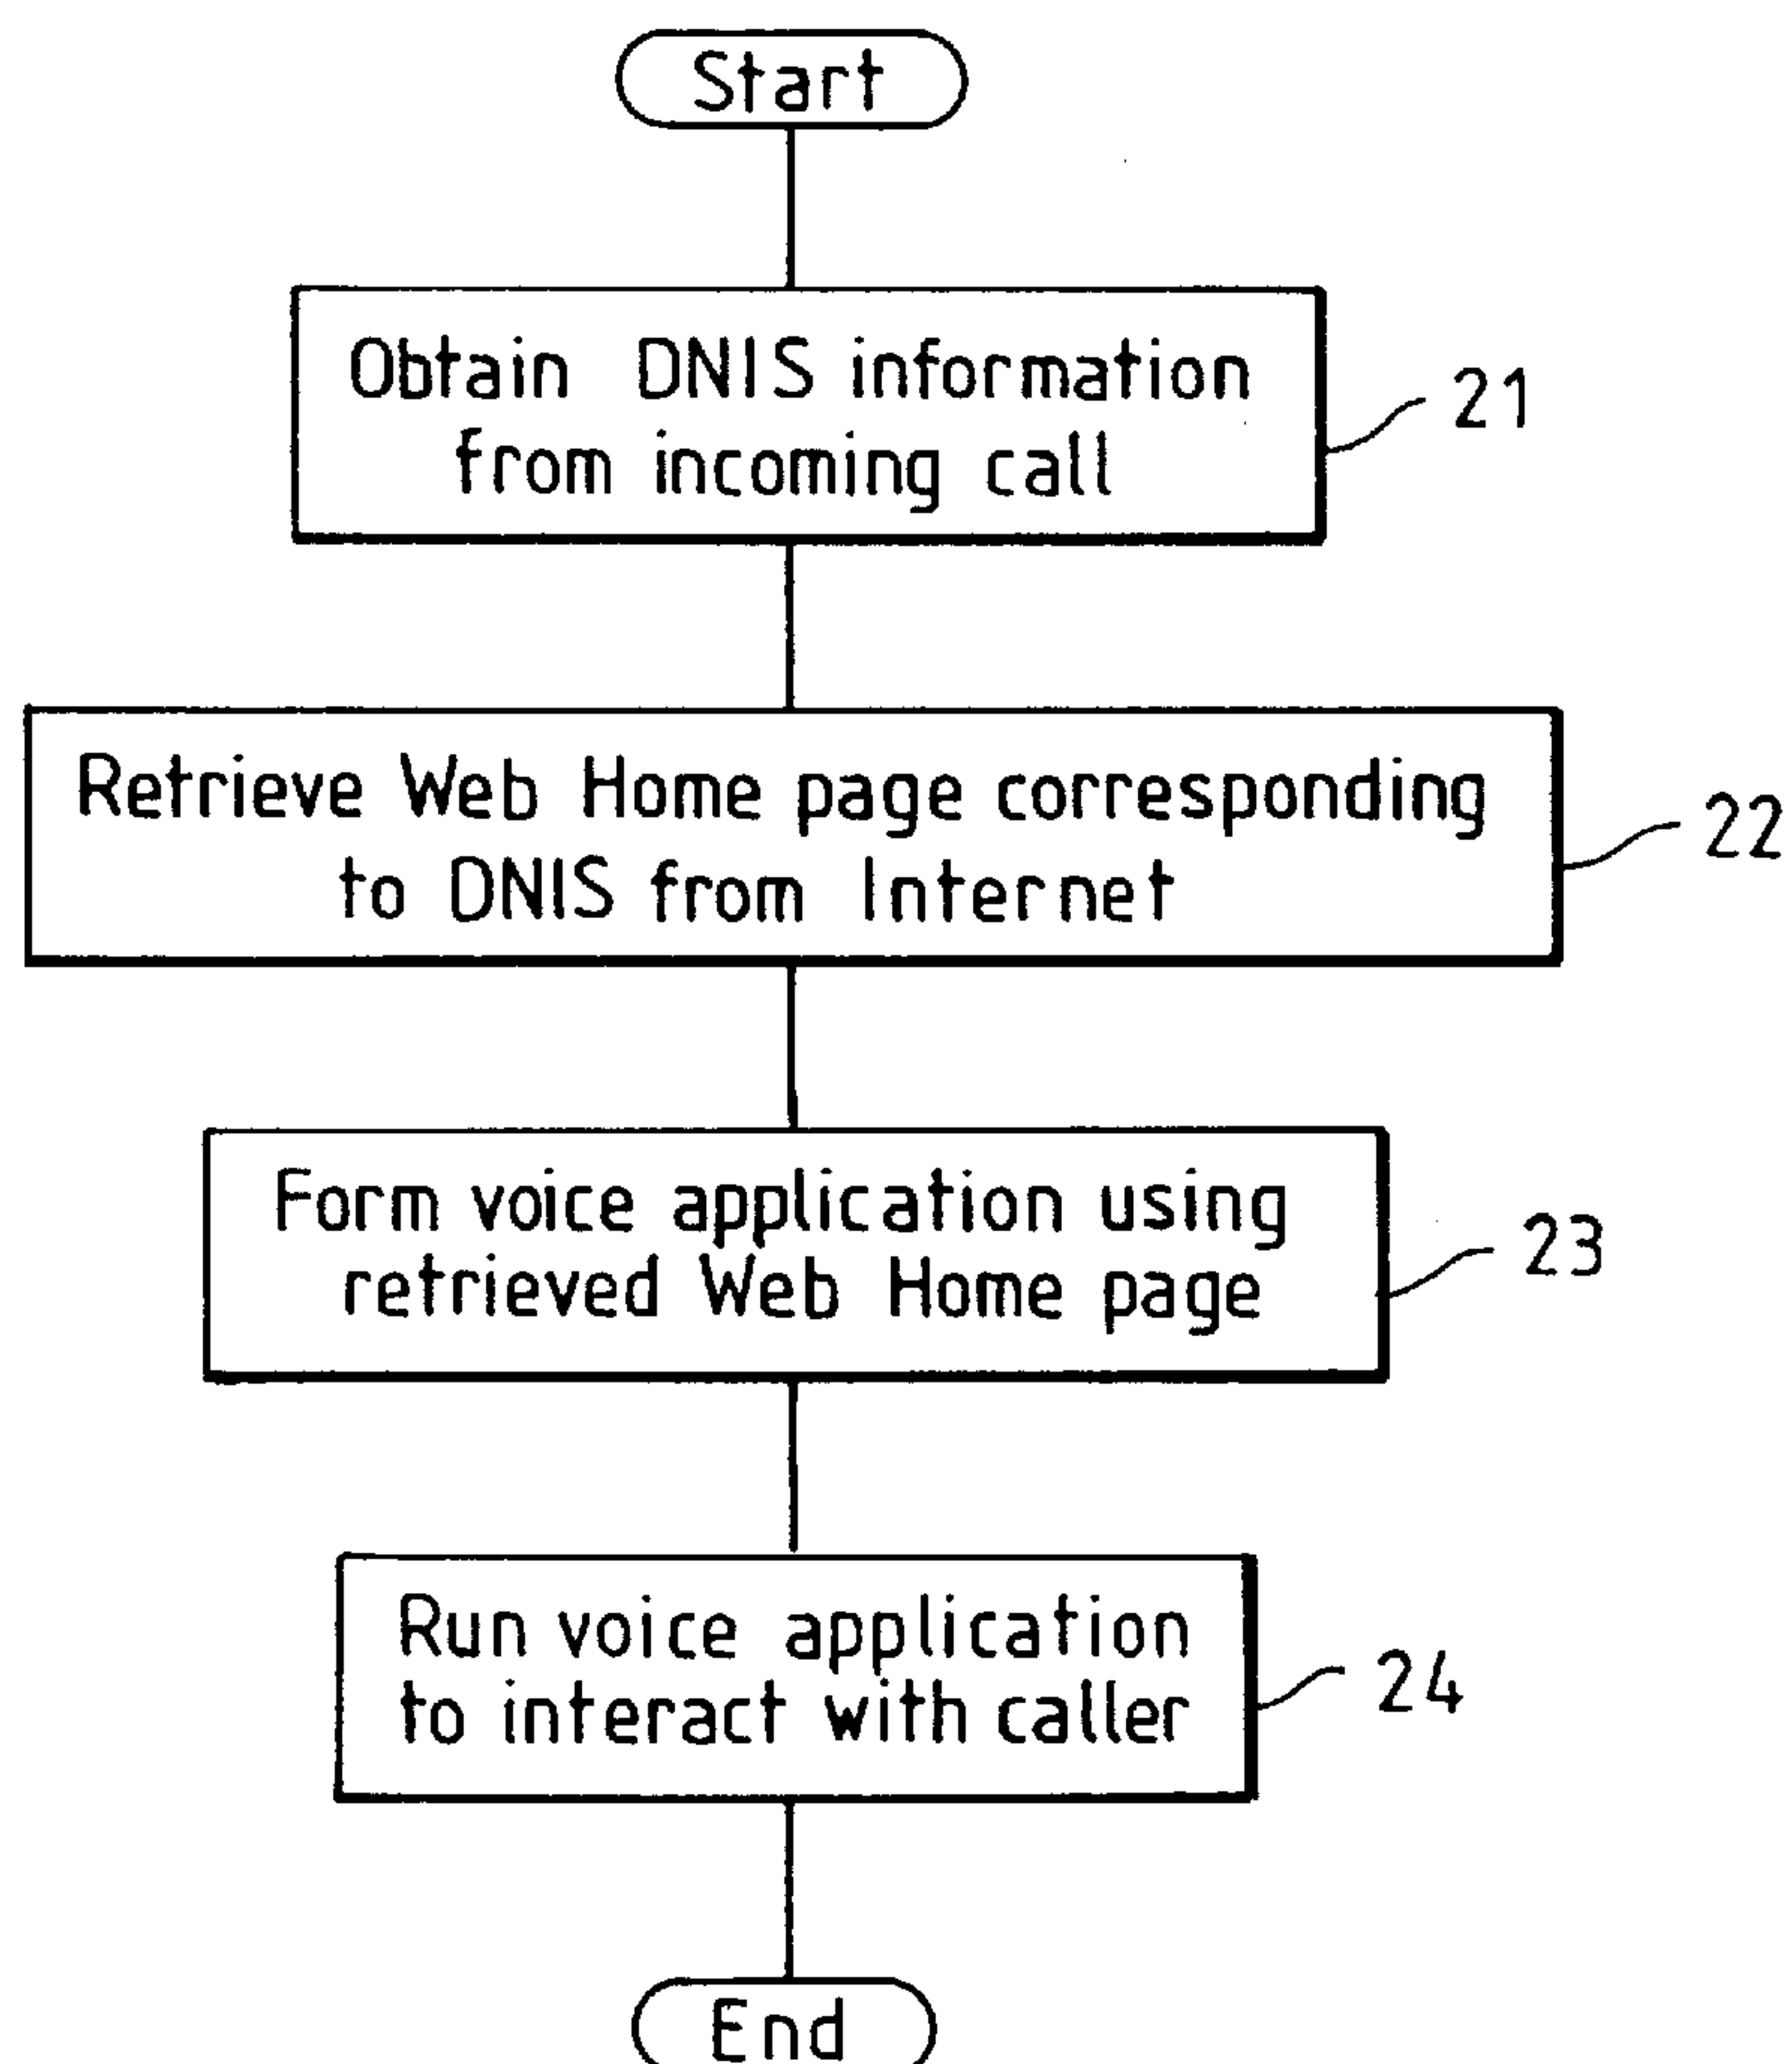 Start
Obtain DNIS information
from incoming call
21
Retrieve Web Home page corresponding
to DNIS from Internet
22
Form voice application using
retrieved Web Home page
23
Run voice application
to interact with caller
24
End